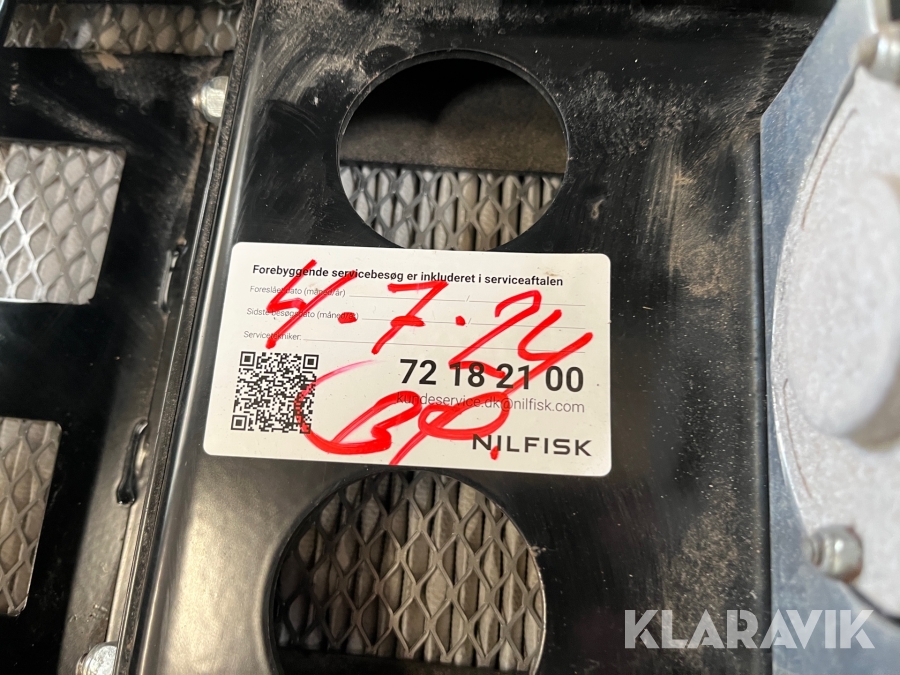 Forebyggende servicebesøg er inkluderet i serviceaftalen
Foreslået dato (måned/år)
Sidste besøgsdato (måned/år)
Servicetekniker:
4.7.24
72 18 21 00
kundeservice.dk@nilfisk.com
NILFISK
KLARAVIK